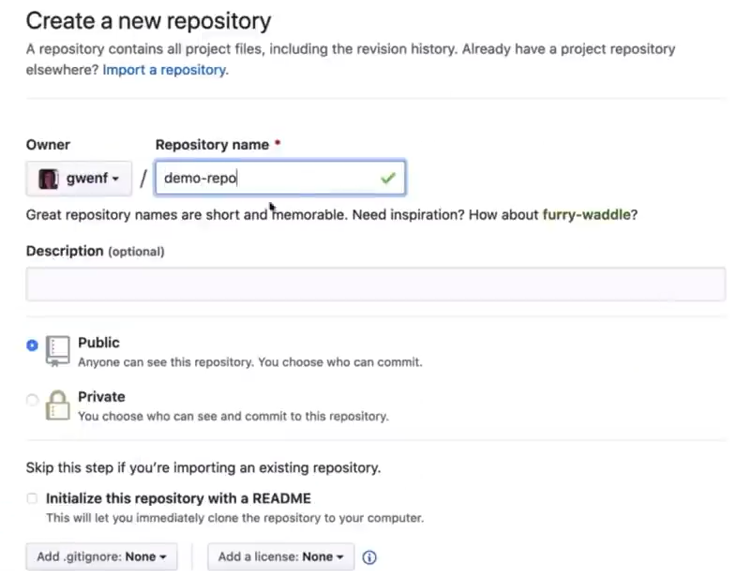 Create a new repository
A repository contains all project files, including the revision history. Already have a project repository
elsewhere? Import a repository.
Owner
Repository name *
gwenf
/
demo-repo
Great repository names are short and memorable. Need inspiration? How about furry-waddle?
Description (optional)
Public
Anyone can see this repository. You choose who can commit.
Private
You choose who can see and commit to this repository.
Skip this step if you're importing an existing repository.
Initialize this repository with a README
This will let you immediately clone the repository to your computer.
Add .gitignore: None
Add a license: None